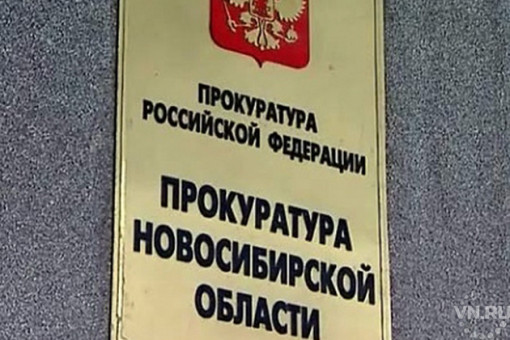 ПРОКУРАТУРА
РОССИЙСКОЙ ФЕДЕРАЦИИ
ПРОКУРАТУРА
НОВОСИБИРСКОЙ
ОБЛАСТИ
VN.RU